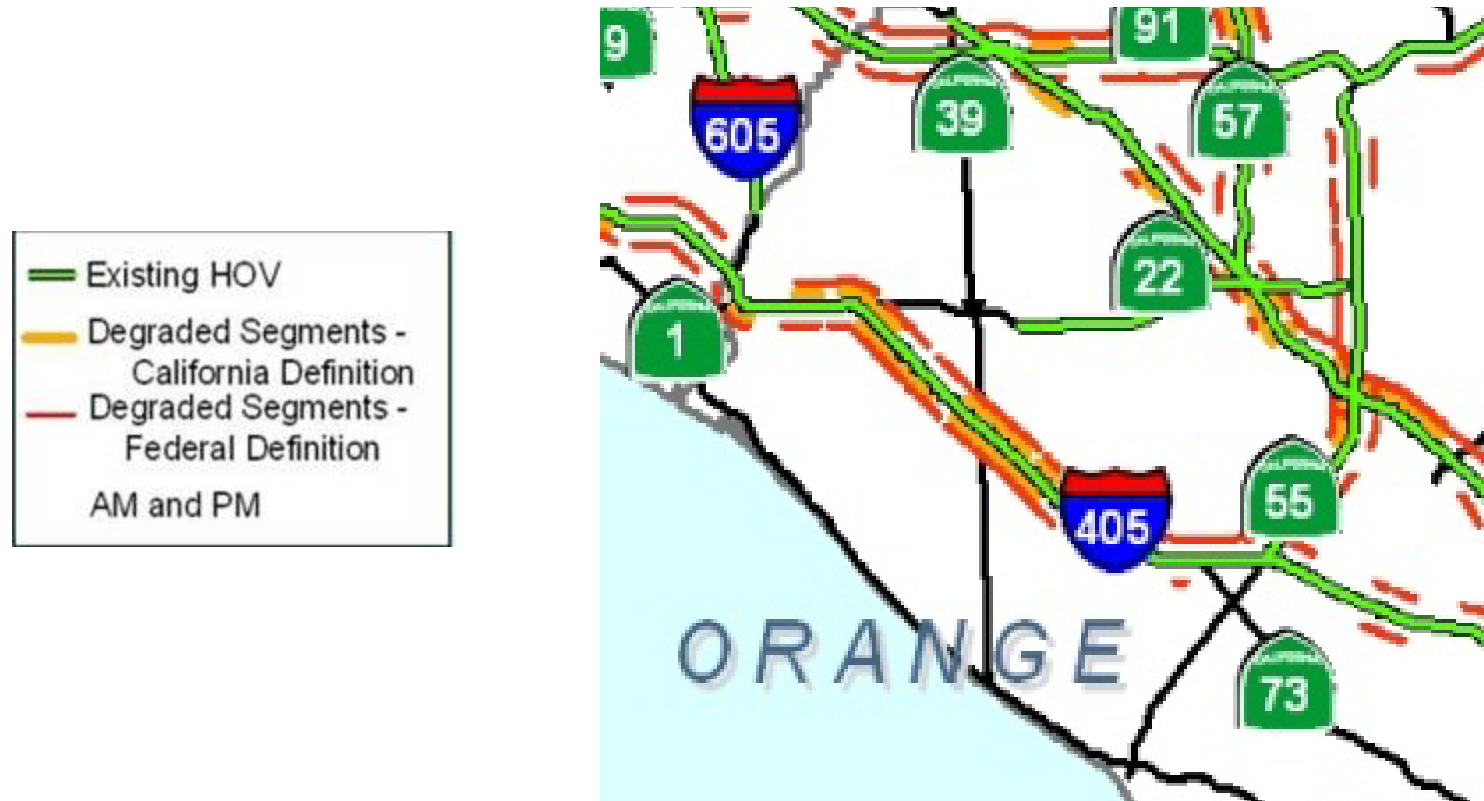 Existing HOV
Degraded Segments -
California Definition
Degraded Segments -
Federal Definition
AM and PM
9
91
605
39
57
22
1
55
405
ORANGE
73